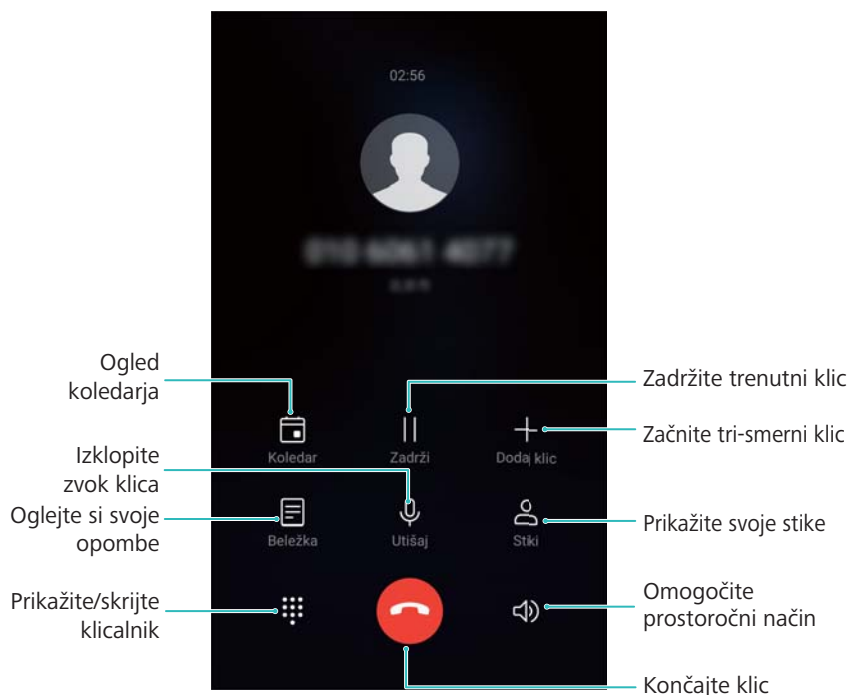 02:56
Ogled
koledarja
Zadržite trenutni klic
Začnite tri-smerni klic
Koledar
Zadrži
Dodaj klic
Izklopite
zvok klica
Oglejte si svoje
opombe
Prikažite svoje stike
Beležka
Utišaj
Stiki
Prikažite/skrijte
klicalnik
Omogočite
prostoročni način
Končajte klic